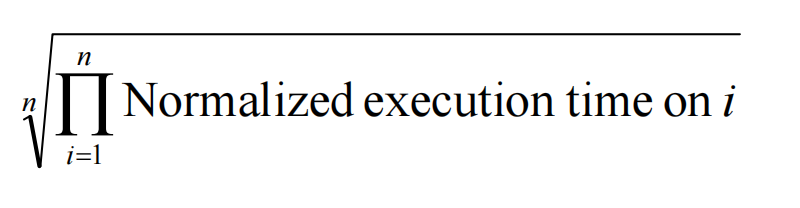 n
n
∏ Normalized execution time on i
i=1